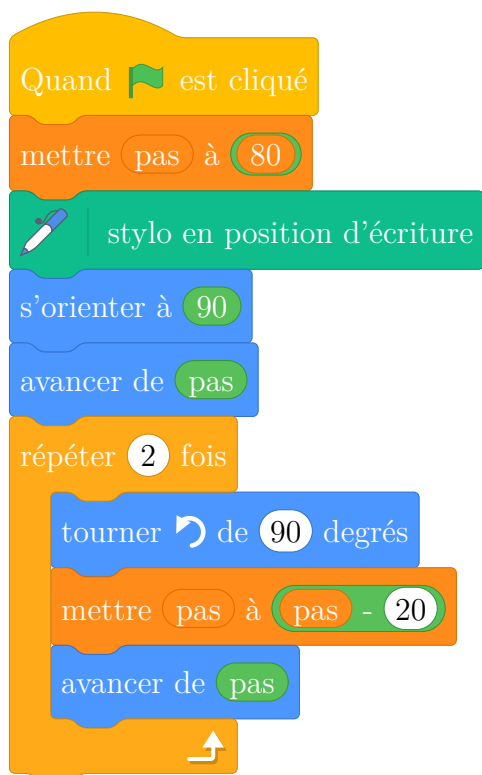 Quand est cliqué
mettre pas à 80
stylo en position d'écriture
s'orienter à 90
avancer de pas
répéter 2 fois
tourner de 90 degrés
mettre pas à pas - 20
avancer de pas